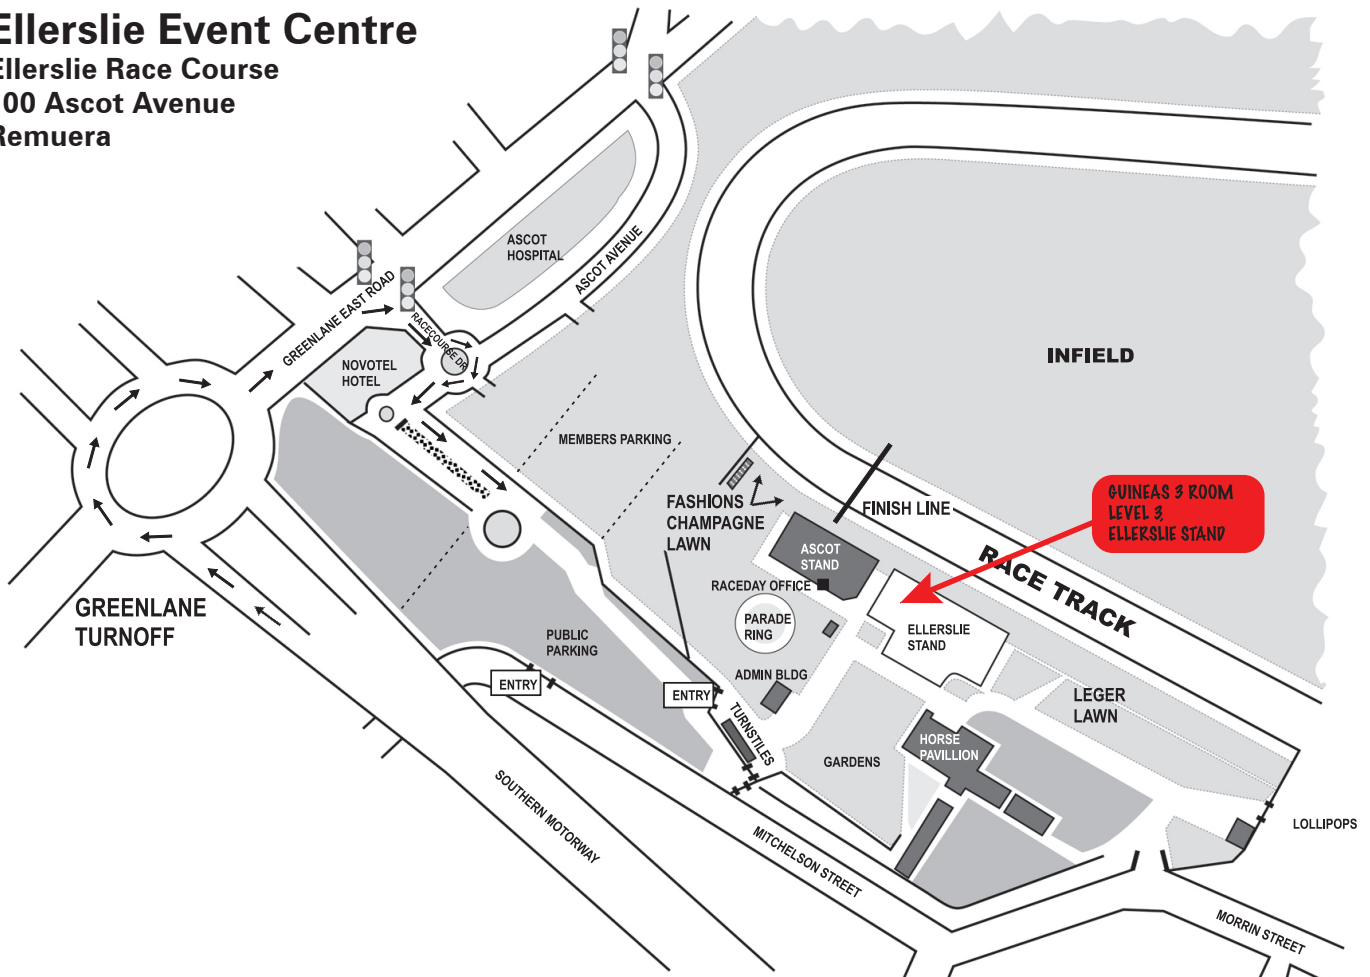 Ellerslie Event Centre
Ellerslie Race Course
00 Ascot Avenue
Remuera
ASCOT
HOSPITAL
ASCOT AVENUE
GREENLANE EAST ROAD
RACECOURSE DR
NOVOTEL
HOTEL
INFIELD
MEMBERS PARKING
FASHIONS
CHAMPAGNE
LAWN
FINISH LINE
GUINEAS 3 ROOM
LEVEL 3,
ELLERSLIE STAND
ASCOT
STAND
RACE TRACK
RACEDAY OFFICE
GREENLANE
TURNOFF
PARADE
RING
ELLERSLIE
STAND
PUBLIC
PARKING
ADMIN BLDG
ENTRY
ENTRY
LEGER
LAWN
TURNSTILES
HORSE
PAVILLION
GARDENS
SOUTHERN MOTORWAY
MITCHELSON STREET
LOLLIPOPS
MORRIN STREET